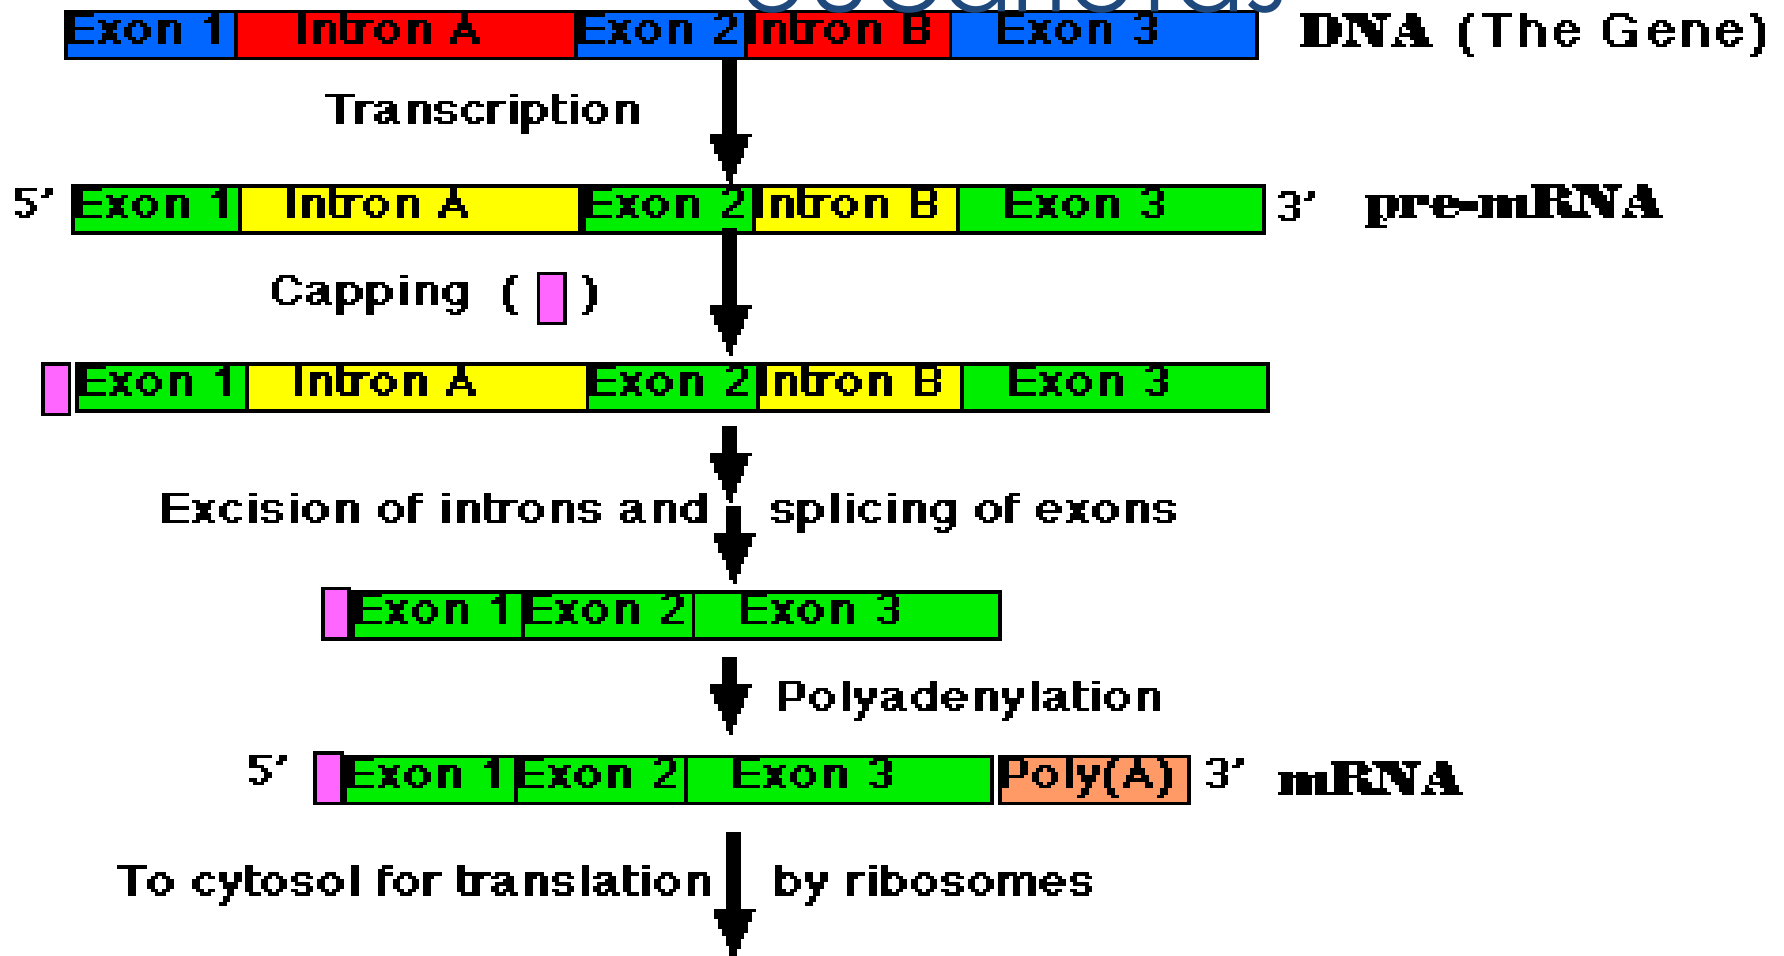 Exon 1 Intron A Exon 2 Intron B Exon 3 DNA (The Gene)
Transcription
5' Exon 1 Intron A Exon 2 Intron B Exon 3 3' pre-mRNA
Capping ( )
Exon 1 Intron A Exon 2 Intron B Exon 3
Excision of introns and splicing of exons
Exon 1 Exon 2 Exon 3
Polyadenylation
5' Exon 1 Exon 2 Exon 3 Poly(A) 3' mRNA
To cytosol for translation by ribosomes